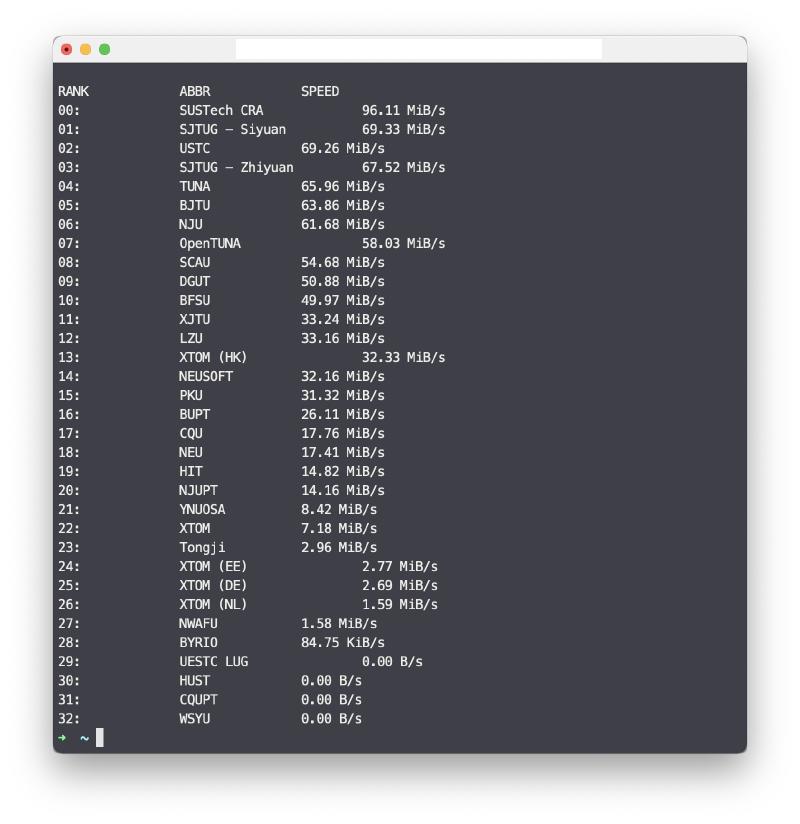 RANK ABBR SPEED
00: SUSTech CRA 96.11 MiB/s
01: SJTUG – Siyuan 69.33 MiB/s
02: USTC 69.26 MiB/s
03: SJTUG – Zhiyuan 67.52 MiB/s
04: TUNA 65.96 MiB/s
05: BJTU 63.86 MiB/s
06: NJU 61.68 MiB/s
07: OpenTUNA 58.03 MiB/s
08: SCAU 54.68 MiB/s
09: DGUT 50.88 MiB/s
10: BFSU 49.97 MiB/s
11: XJTU 33.24 MiB/s
12: LZU 33.16 MiB/s
13: XTOM (HK) 32.33 MiB/s
14: NEUSOFT 32.16 MiB/s
15: PKU 31.32 MiB/s
16: BUPT 26.11 MiB/s
17: CQU 17.76 MiB/s
18: NEU 17.41 MiB/s
19: HIT 14.82 MiB/s
20: NJUPT 14.16 MiB/s
21: YNUOSA 8.42 MiB/s
22: XTOM 7.18 MiB/s
23: Tongji 2.96 MiB/s
24: XTOM (EE) 2.77 MiB/s
25: XTOM (DE) 2.69 MiB/s
26: XTOM (NL) 1.59 MiB/s
27: NWAFU 1.58 MiB/s
28: BYRIO 84.75 KiB/s
29: UESTC LUG 0.00 B/s
30: HUST 0.00 B/s
31: CQUPT 0.00 B/s
32: WSYU 0.00 B/s
➜ ~